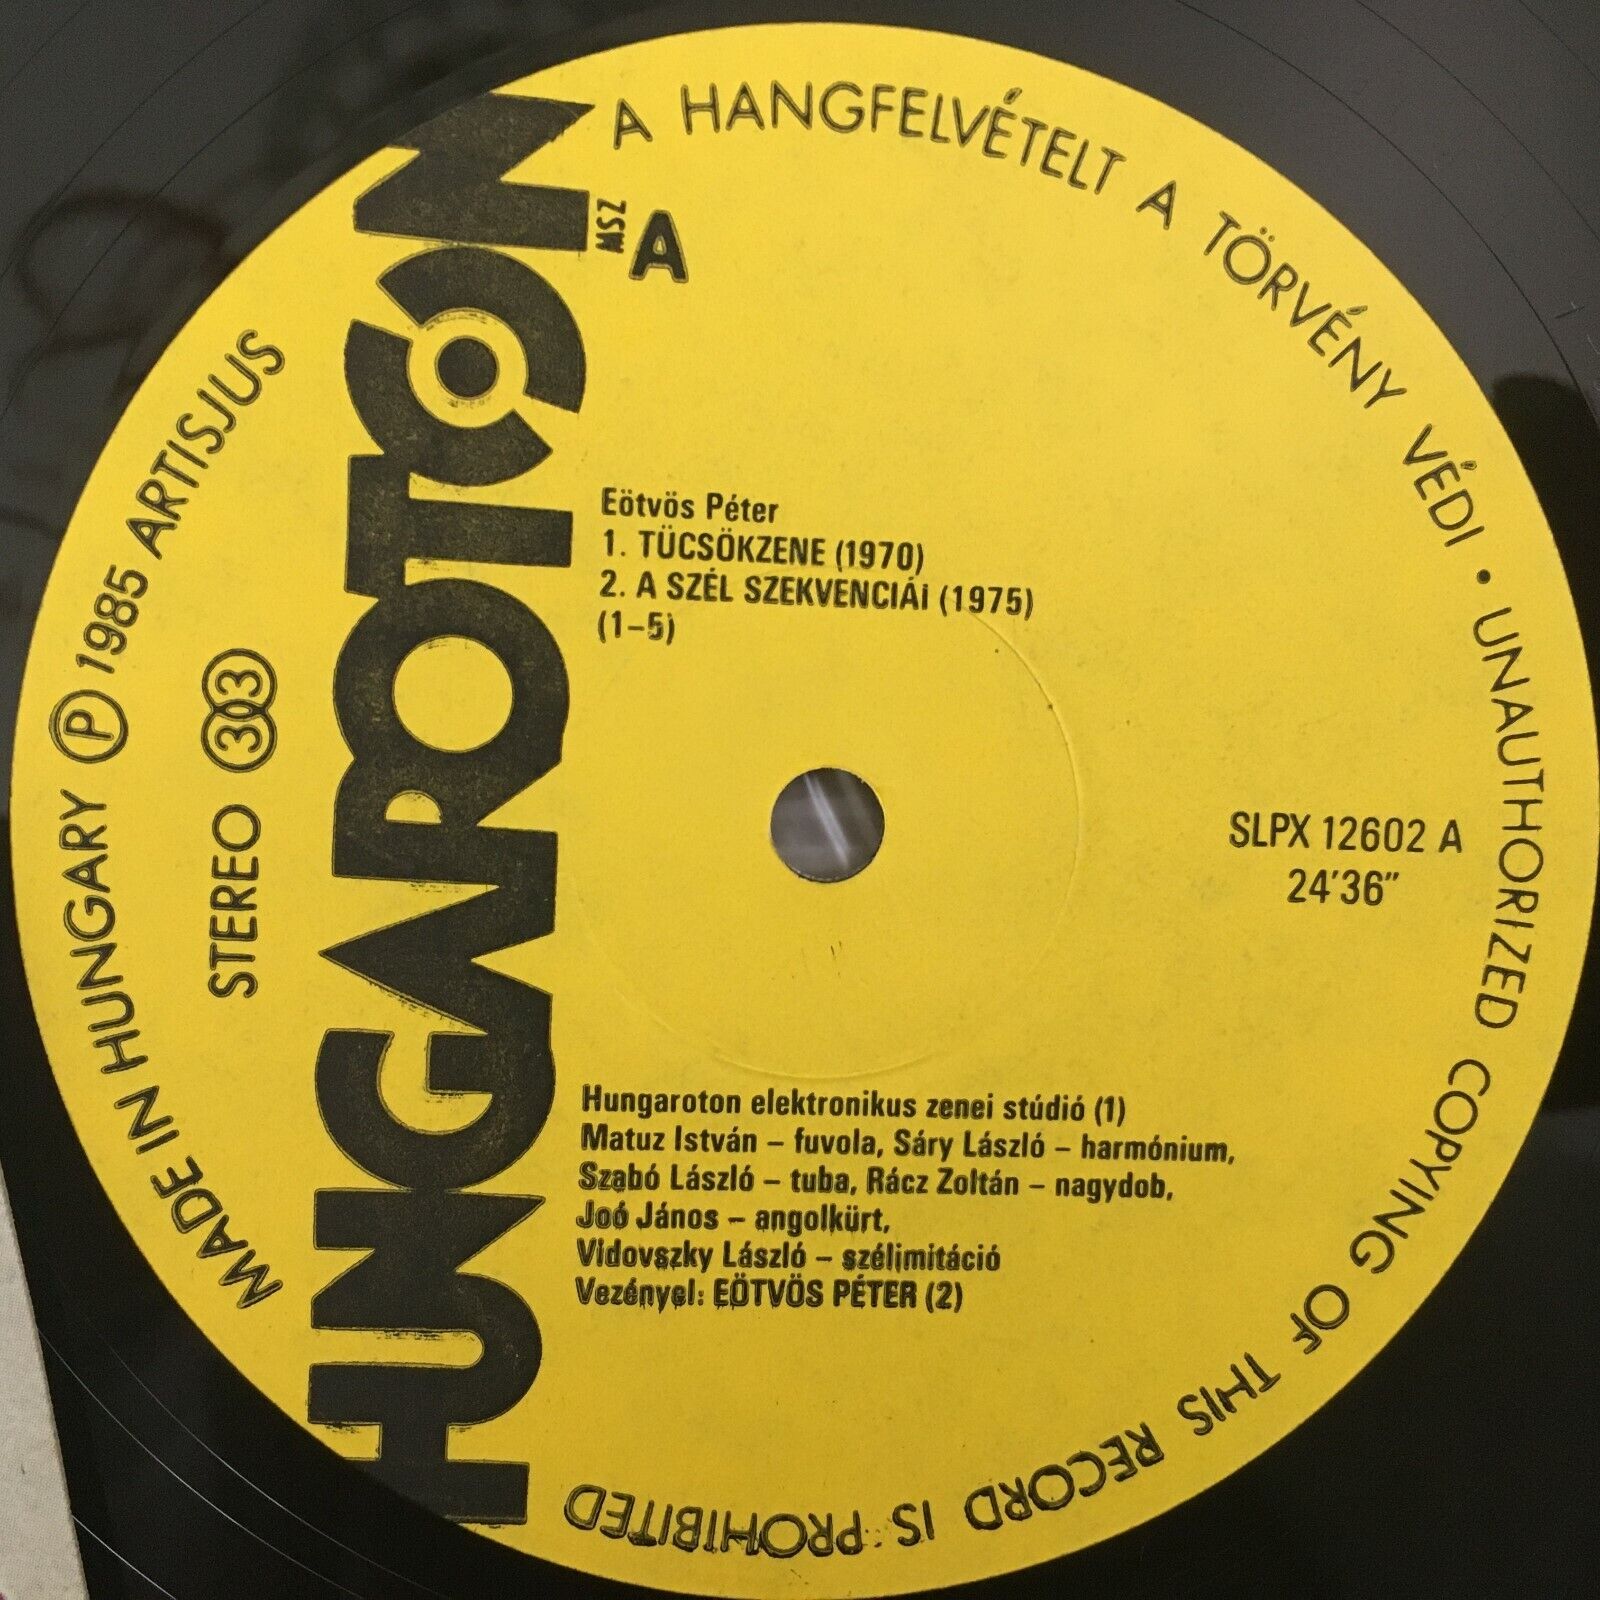 A HANGFELVÉTELT A TÖRVÉNY VÉDI • UNAUTHORIZED COPYING OF THIS RECORD IS PROHIBITED
MADE IN HUNGARY Ⓟ 1985 ARTISJUS
STEREO 33
HUNGAROTON
MSZ
A
Eötvös Péter
1. TÜCSÖKZENE (1970)
2. A SZÉL SZEKVENCIÁI (1975)
(1–5)
SLPX 12602 A
24'36"
Hungaroton elektronikus zenei stúdió (1)
Matuz István – fuvola, Sáry László – harmónium,
Szabó László – tuba, Rácz Zoltán – nagydob,
Joó János – angolkürt,
Vidovszky László – szélimitáció
Vezényel: EÖTVÖS PÉTER (2)